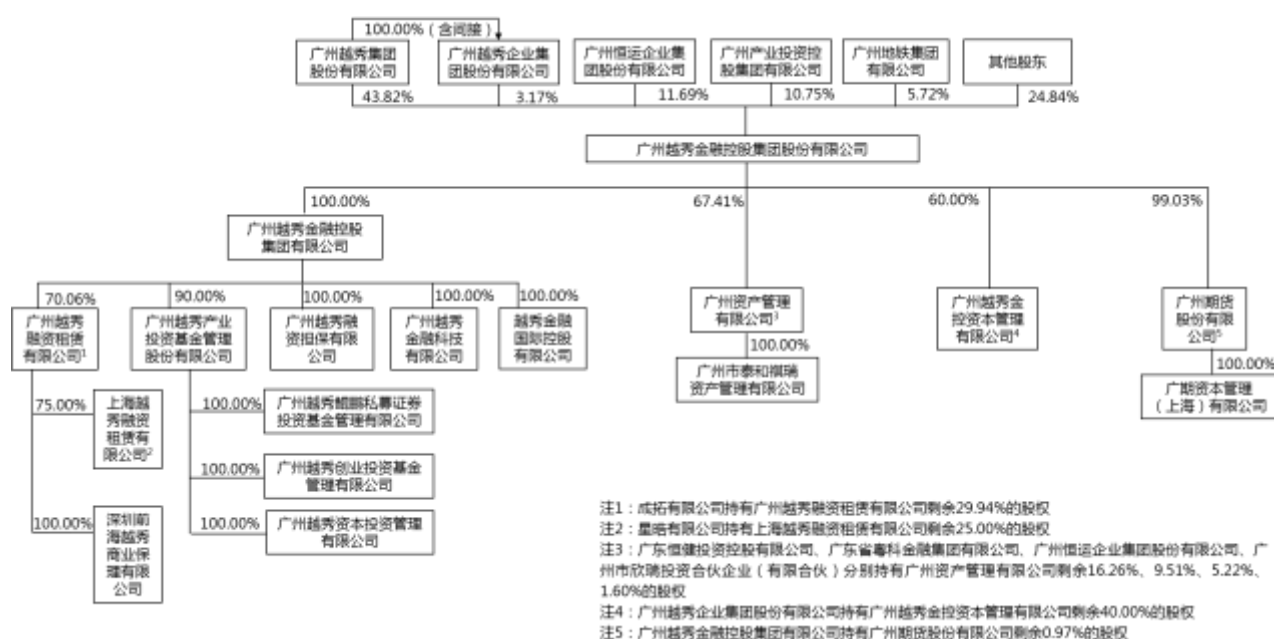 100.00%（含间接）
广州越秀集团
股份有限公司
广州越秀企业集
团股份有限公司
广州恒运企业集
团股份有限公司
广州产业投资控
股集团有限公司
广州地铁集团
有限公司
其他股东
43.82%
3.17%
11.69%
10.75%
5.72%
24.84%
广州越秀金融控股集团股份有限公司
100.00%
67.41%
60.00%
99.03%
广州越秀金融控股
集团有限公司
70.06%
90.00%
100.00%
100.00%
100.00%
广州越秀
融资租赁
有限公司1
广州越秀产业
投资基金管理
股份有限公司
广州越秀融
资担保有限
公司
广州越秀
金融科技
有限公司
越秀金融
国际控股
有限公司
广州资产管理
有限公司3
广州越秀金
控资本管理
有限公司4
广州期货
股份有限
公司5
100.00%
100.00%
广州市泰和祺瑞
资产管理有限公司
广期资本管理
（上海）有限公司
75.00%
上海越
秀融资
租赁有
限公司2
100.00%
深圳前
海越秀
商业保
理有限
公司
100.00%
广州越秀鲲鹏私募证券
投资基金管理有限公司
100.00%
广州越秀创业投资基金
管理有限公司
100.00%
广州越秀资本投资管理
有限公司
注1：成拓有限公司持有广州越秀融资租赁有限公司剩余29.94%的股权
注2：星皓有限公司持有上海越秀融资租赁有限公司剩余25.00%的股权
注3：广东恒健投资控股有限公司、广东省粤科金融集团有限公司、广州恒运企业集团股份有限公司、广
州市欣瑞投资合伙企业（有限合伙）分别持有广州资产管理有限公司剩余16.26%、9.51%、5.22%、
1.60%的股权
注4：广州越秀企业集团股份有限公司持有广州越秀金控资本管理有限公司剩余40.00%的股权
注5：广州越秀金融控股集团有限公司持有广州期货股份有限公司剩余0.97%的股权